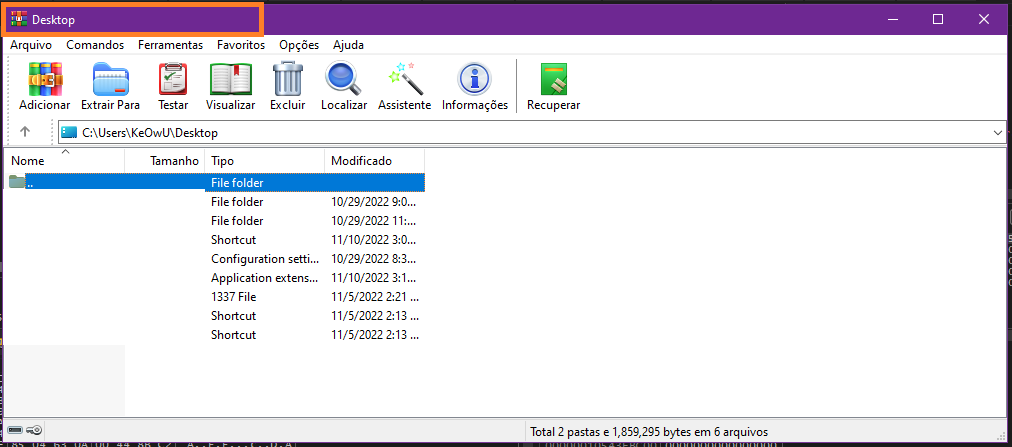 Desktop
Arquivo Comandos Ferramentas Favoritos Opções Ajuda
Adicionar Extrair Para Testar Visualizar Excluir Localizar Assistente Informações Recuperar
C:\Users\KeOwU\Desktop
Nome Tamanho Tipo Modificado
.. File folder
File folder 10/29/2022 9:0...
File folder 10/29/2022 11:...
Shortcut 11/10/2022 3:0...
Configuration setti... 10/29/2022 8:3...
Application extens... 11/10/2022 3:1...
1337 File 11/5/2022 2:21 ...
Shortcut 11/5/2022 2:13 ...
Shortcut 11/5/2022 2:13 ...
Total 2 pastas e 1,859,295 bytes em 6 arquivos